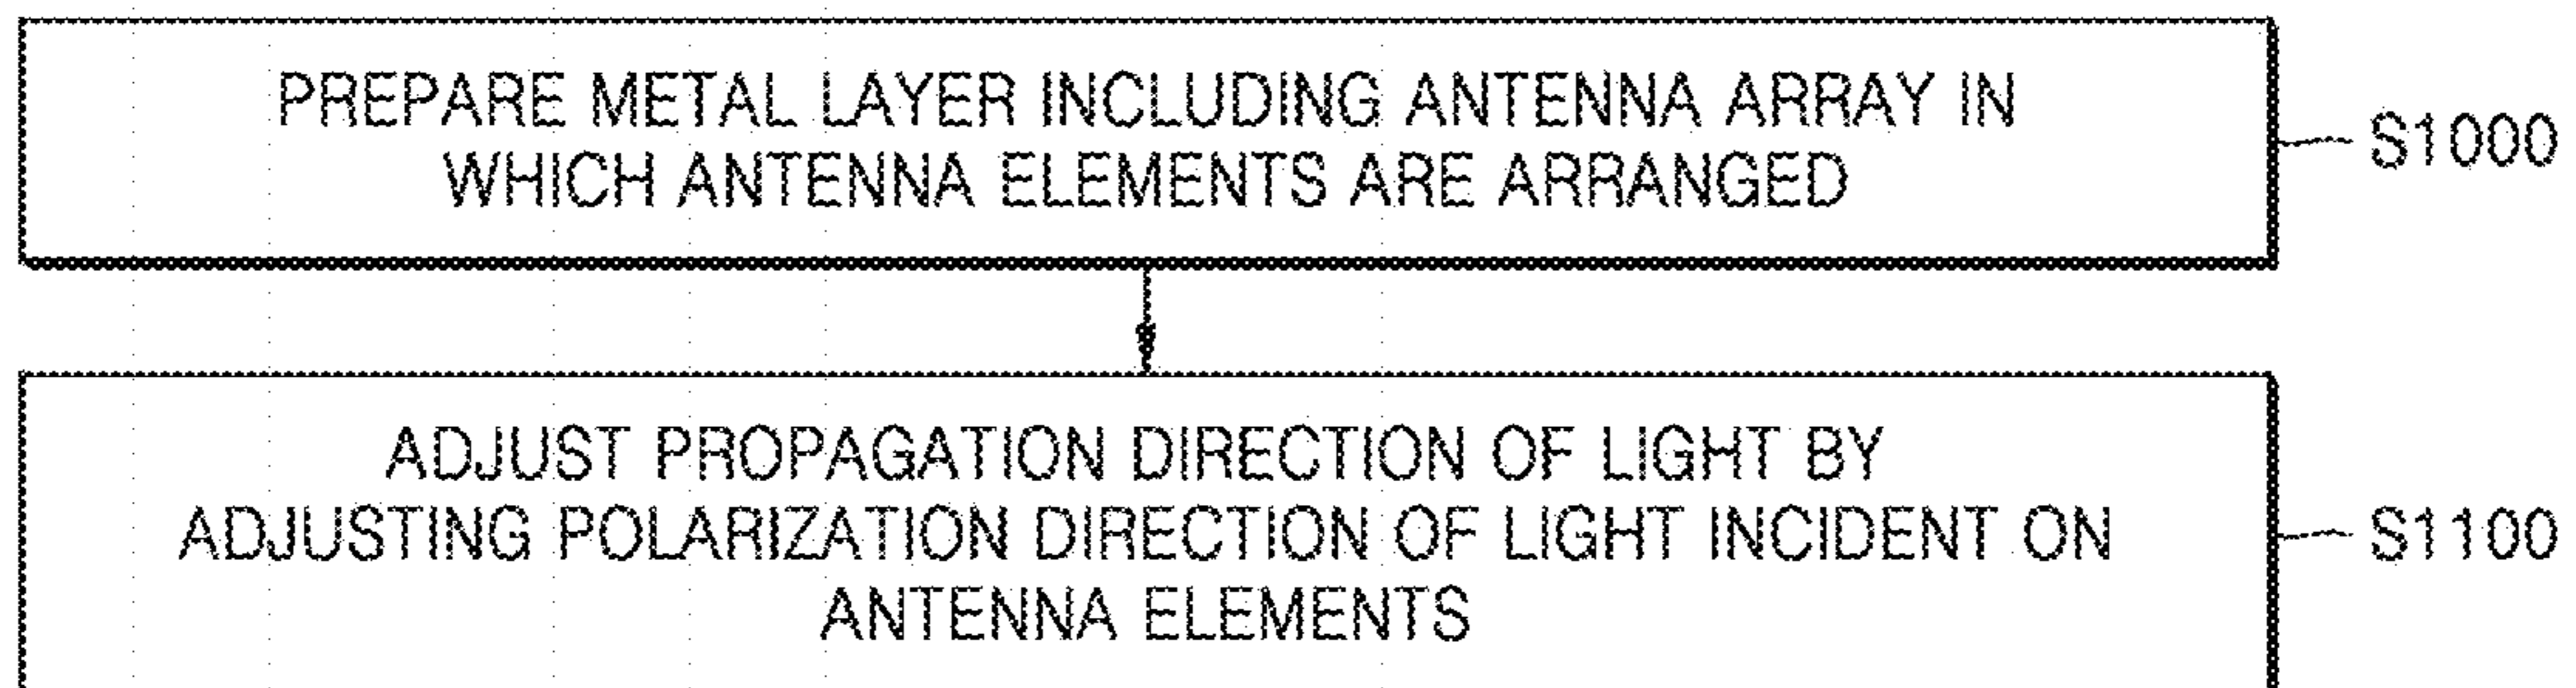 PREPARE METAL LAYER INCLUDING ANTENNA ARRAY IN
WHICH ANTENNA ELEMENTS ARE ARRANGED
S1000
ADJUST PROPAGATION DIRECTION OF LIGHT BY
ADJUSTING POLARIZATION DIRECTION OF LIGHT INCIDENT ON
ANTENNA ELEMENTS
S1100